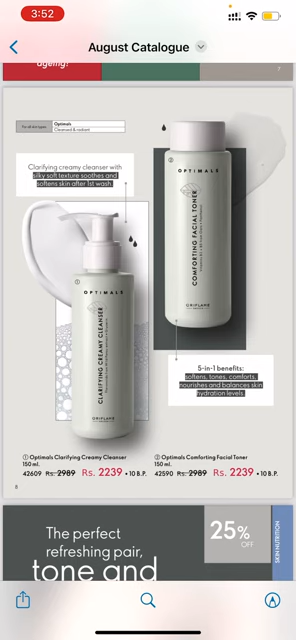 3:52
August Catalogue
ageing!
7
For all skin types
Optimals
Cleansed & radiant
Clarifying creamy cleanser with
silky soft texture soothes and
softens skin after 1st wash.
②
OPTIMALS
COMFORTING FACIAL TONER
ORIFLAME
①
OPTIMALS
CLARIFYING CREAMY CLEANSER
ORIFLAME
5-in-1 benefits:
softens, tones, comforts,
nourishes and balances skin
hydration levels.
① Optimals Clarifying Creamy Cleanser
150 ml.
42609 Rs. 2989 Rs. 2239 • 10 B.P.
② Optimals Comforting Facial Toner
150 ml.
42590 Rs. 2989 Rs. 2239 • 10 B.P.
8
The perfect
refreshing pair,
tone and
25%
OFF
SKIN NUTRITION